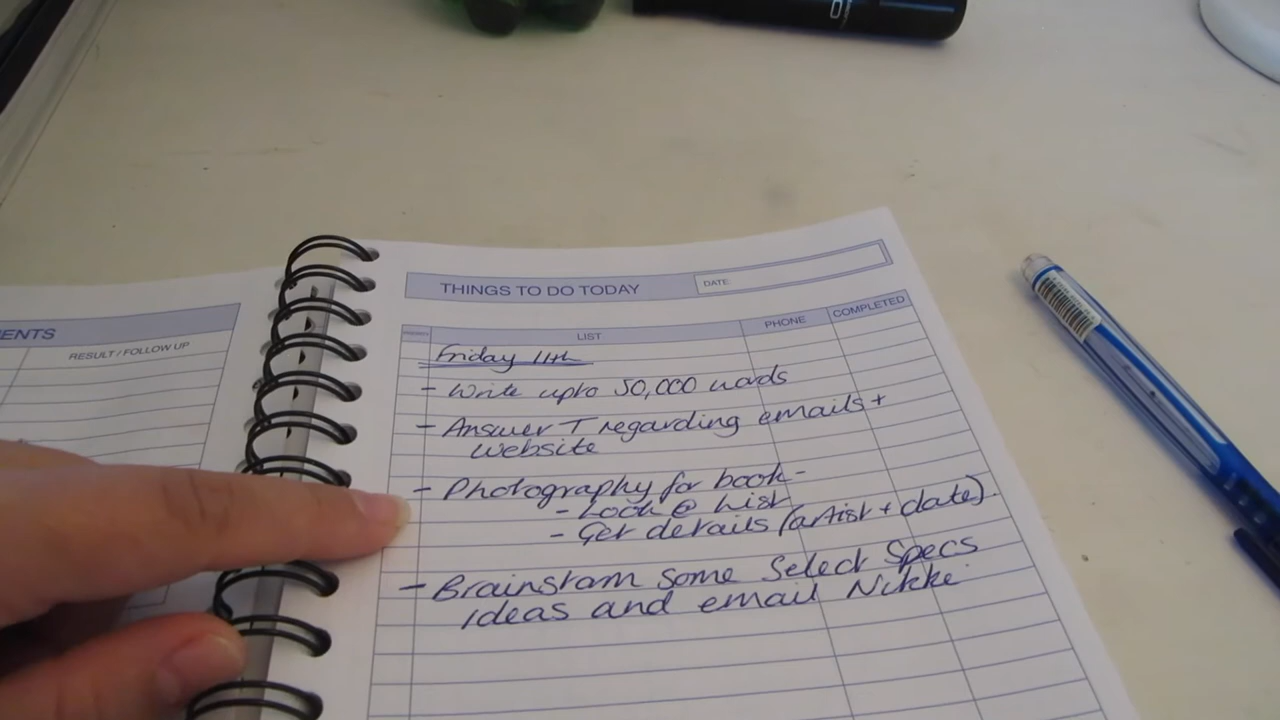 ENTS
RESULT / FOLLOW UP
THINGS TO DO TODAY
DATE
LIST
PHONE
COMPLETED
Friday 11th
- Write upto 50,000 words
- Answer T regarding emails +
website
- Photography for book -
- Look @ list
- Get details (artist + date).
- Brainstorm some Select Specs
ideas and email Nikki